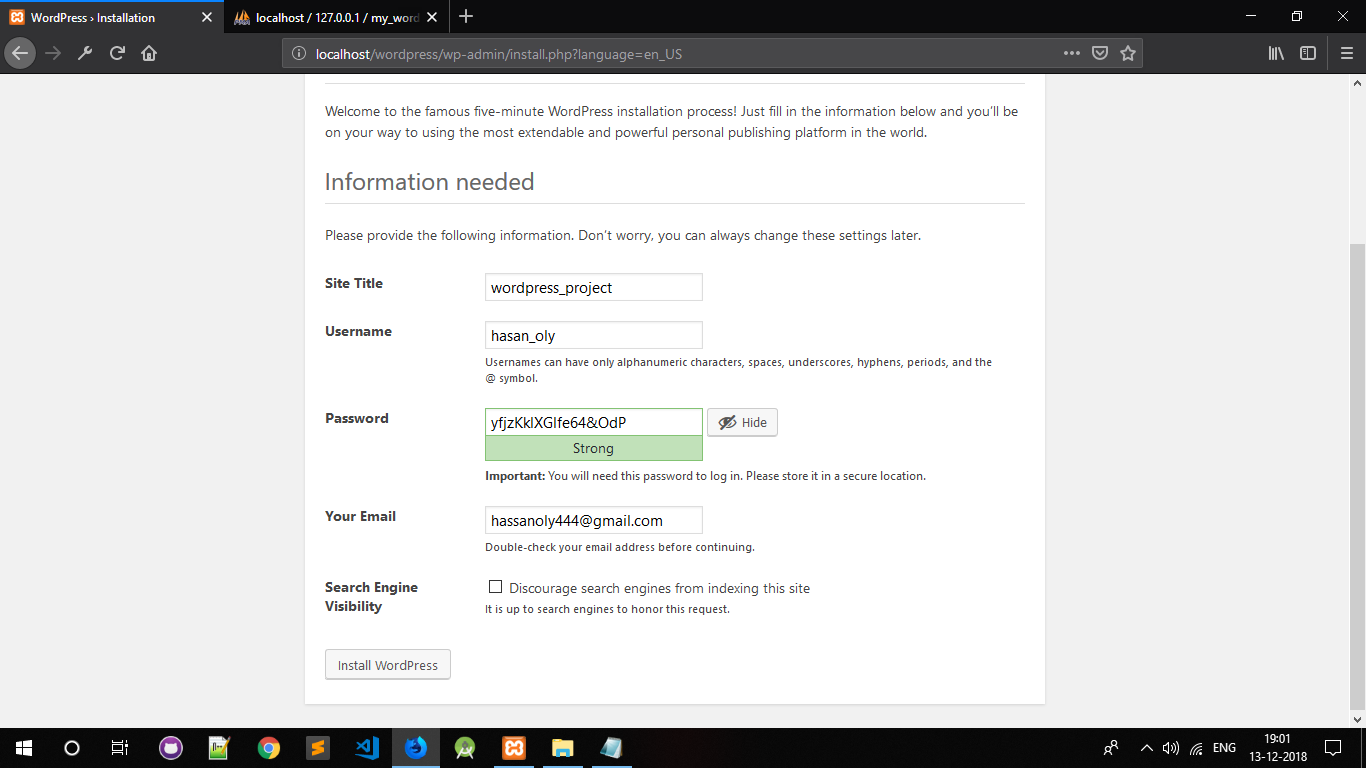 WordPress › Installation
localhost / 127.0.0.1 / my_word
localhost/wordpress/wp-admin/install.php?language=en_US
Welcome to the famous five-minute WordPress installation process! Just fill in the information below and you’ll be
on your way to using the most extendable and powerful personal publishing platform in the world.
Information needed
Please provide the following information. Don’t worry, you can always change these settings later.
Site Title
wordpress_project
Username
hasan_oly
Usernames can have only alphanumeric characters, spaces, underscores, hyphens, periods, and the
@ symbol.
Password
yfjzKklXGlfe64&OdP
Hide
Strong
Important: You will need this password to log in. Please store it in a secure location.
Your Email
hassanoly444@gmail.com
Double-check your email address before continuing.
Search Engine
Visibility
Discourage search engines from indexing this site
It is up to search engines to honor this request.
Install WordPress
ENG
19:01
13-12-2018